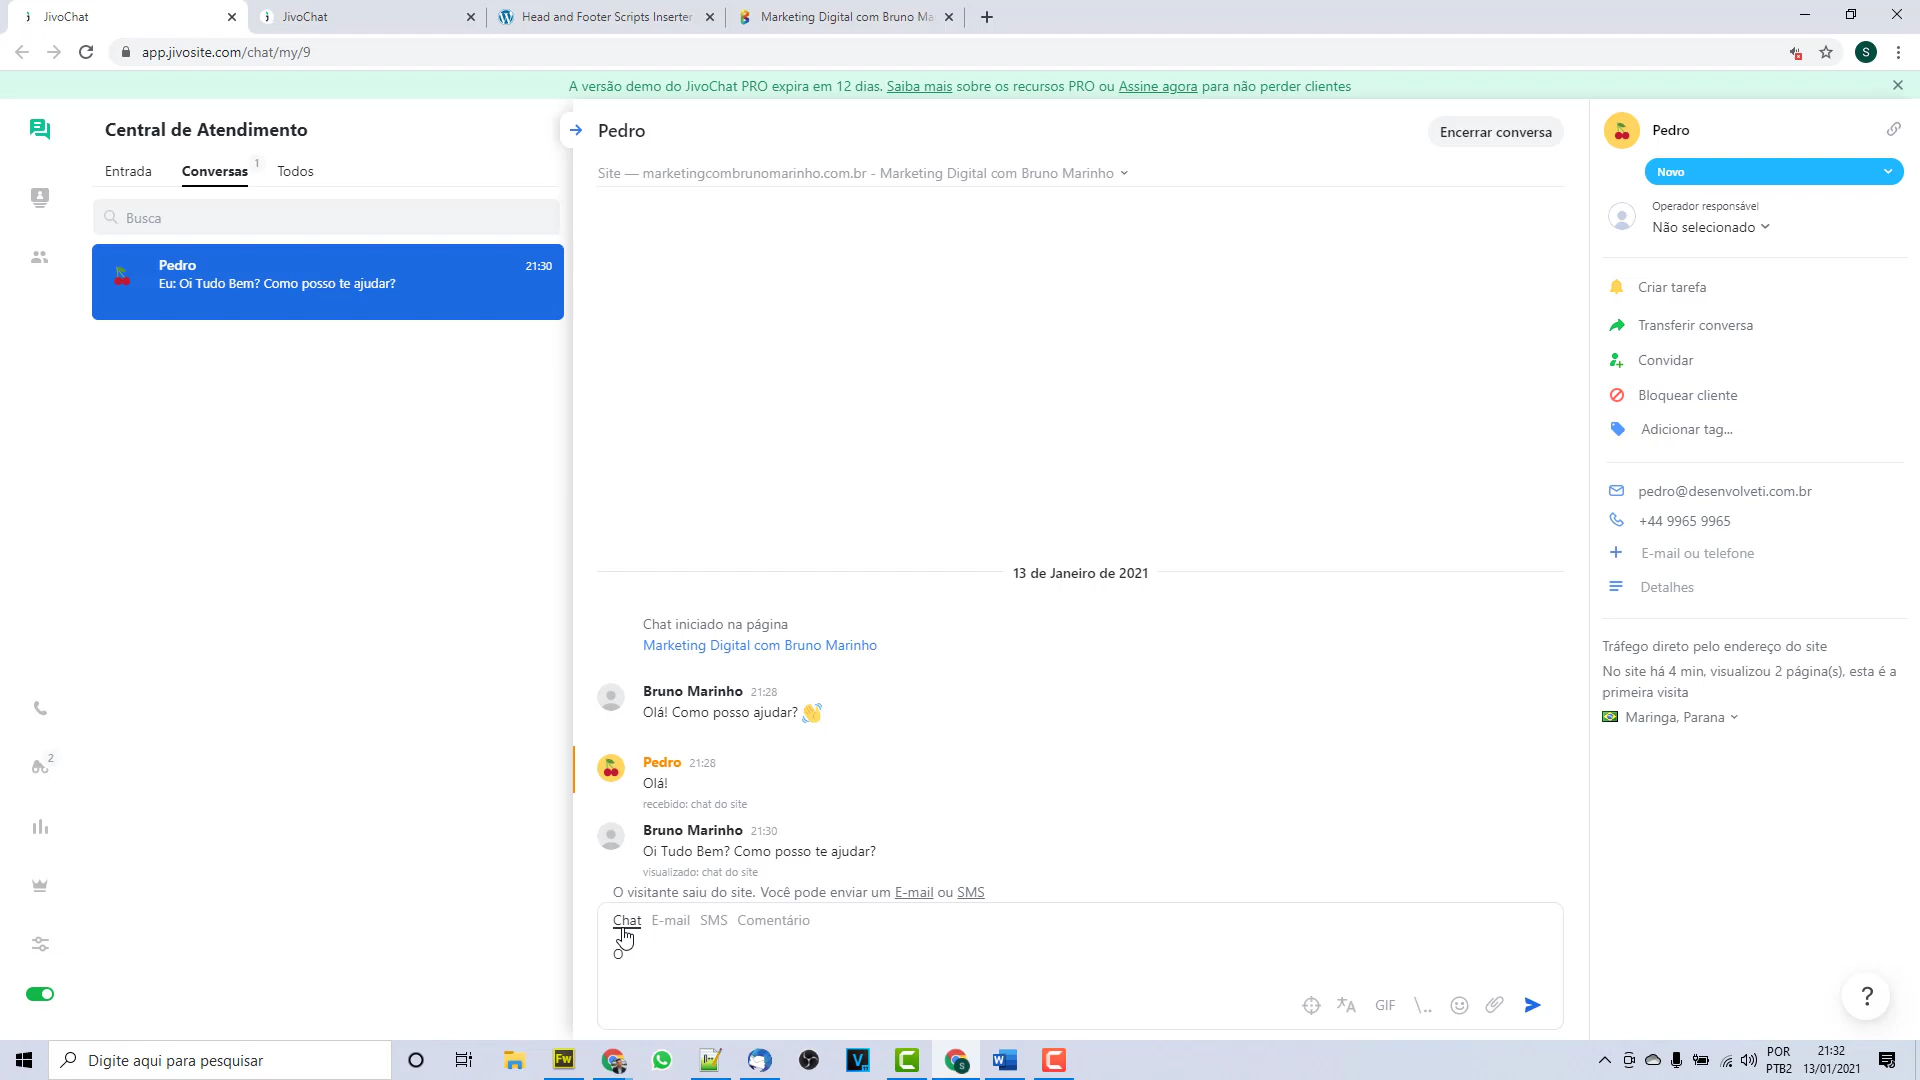 JivoChat
JivoChat
Head and Footer Scripts Inserter
Marketing Digital com Bruno Ma
app.jivosite.com/chat/my/9
S
A versão demo do JivoChat PRO expira em 12 dias. Saiba mais sobre os recursos PRO ou Assine agora para não perder clientes
Central de Atendimento
Entrada
Conversas
1
Todos
Busca
Pedro
21:30
Eu: Oi Tudo Bem? Como posso te ajudar?
2
Pedro
Encerrar conversa
Site — marketingcombrunomarinho.com.br - Marketing Digital com Bruno Marinho
13 de Janeiro de 2021
Chat iniciado na página
Marketing Digital com Bruno Marinho
Bruno Marinho 21:28
Olá! Como posso ajudar?
Pedro 21:28
Olá!
recebido: chat do site
Bruno Marinho 21:30
Oi Tudo Bem? Como posso te ajudar?
visualizado: chat do site
O visitante saiu do site. Você pode enviar um E-mail ou SMS
Chat E-mail SMS Comentário
O
GIF
Pedro
Novo
Operador responsável
Não selecionado
Criar tarefa
Transferir conversa
Convidar
Bloquear cliente
Adicionar tag...
pedro@desenvolveti.com.br
+44 9965 9965
E-mail ou telefone
Detalhes
Tráfego direto pelo endereço do site
No site há 4 min, visualizou 2 página(s), esta é a
primeira visita
Maringa, Parana
?
Digite aqui para pesquisar
Fw
POR
PTB2
21:32
13/01/2021